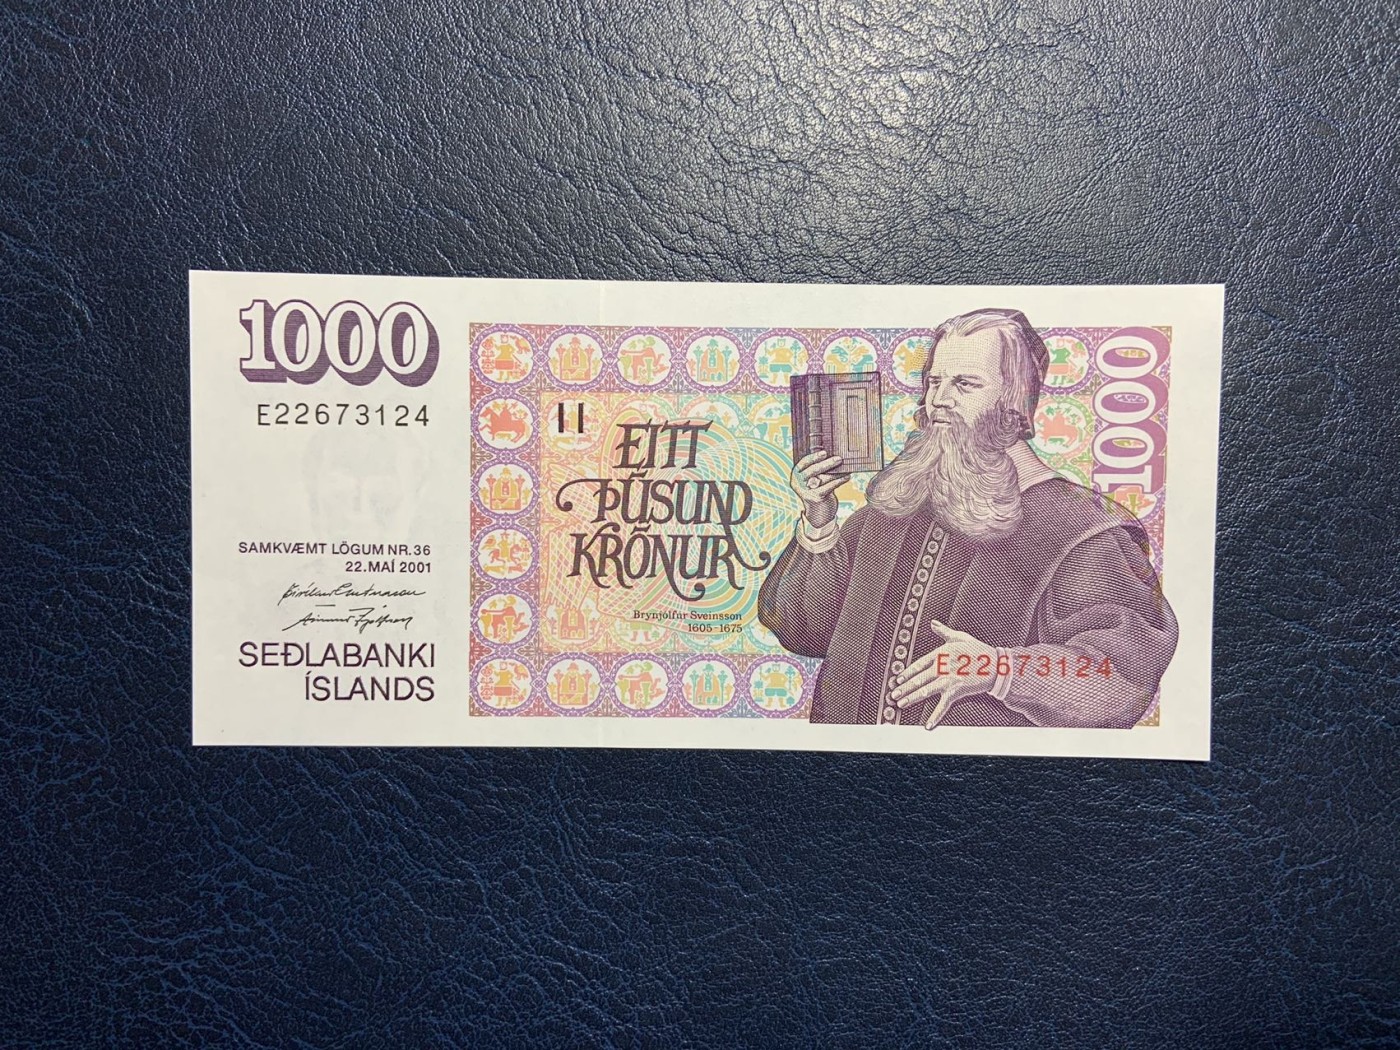 1000
E22673124
SAMKVÆMT LÖGUM NR. 36
22. MAÍ 2001
SEÐLABANKI
ÍSLANDS
EITT
ÞÚSUND
KRÓNUR
Brynjólfur Sveinsson
1605-1675
1000
E22673124